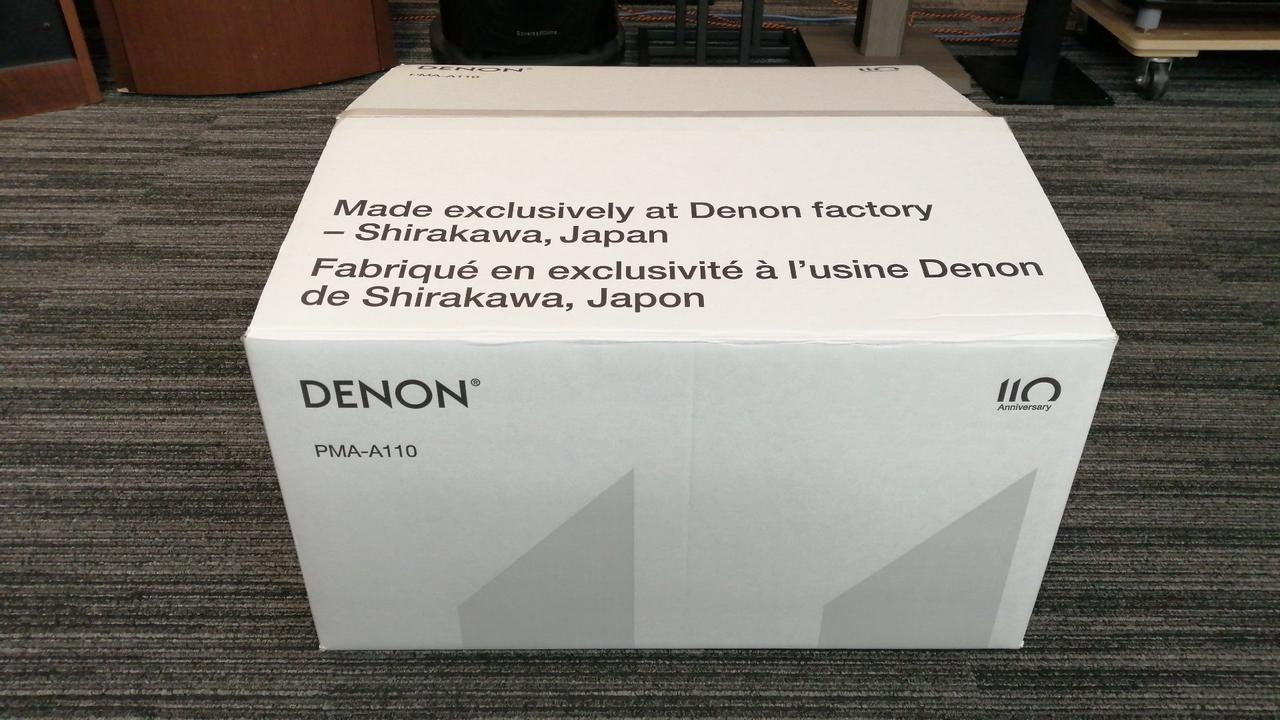 DENON
PMA-A110
110
Made exclusively at Denon factory
– Shirakawa, Japan
Fabriqué en exclusivité à l'usine Denon
de Shirakawa, Japon
DENON®
110
Anniversary
PMA-A110